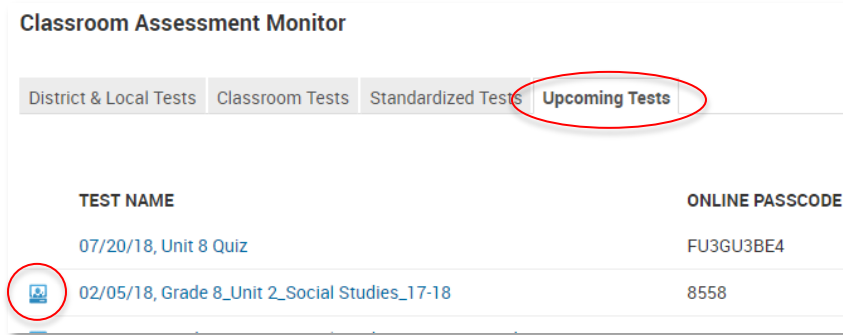 Classroom Assessment Monitor
District & Local Tests Classroom Tests Standardized Tests Upcoming Tests
TEST NAME ONLINE PASSCODE
07/20/18, Unit 8 Quiz FU3GU3BE4
02/05/18, Grade 8_Unit 2_Social Studies_17-18 8558